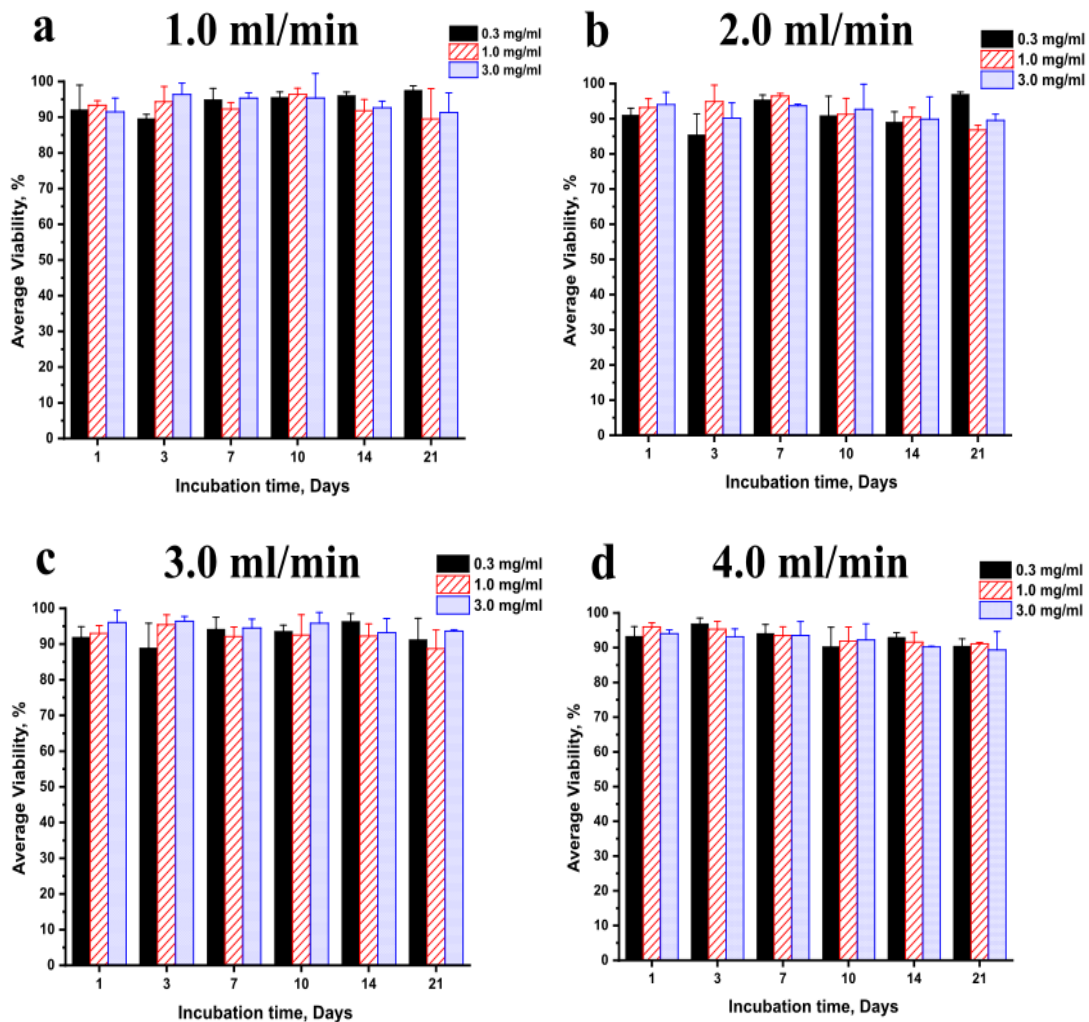 a 1.0 ml/min
0.3 mg/ml
1.0 mg/ml
3.0 mg/ml
100
90
80
70
60
50
40
30
20
10
0
Average Viability, %
1 3 7 10 14 21
Incubation time, Days
b 2.0 ml/min
0.3 mg/ml
1.0 mg/ml
3.0 mg/ml
100
90
80
70
60
50
40
30
20
10
0
Average Viability, %
1 3 7 10 14 21
Incubation time, Days
c 3.0 ml/min
0.3 mg/ml
1.0 mg/ml
3.0 mg/ml
100
90
80
70
60
50
40
30
20
10
0
Average Viability, %
1 3 7 10 14 21
Incubation time, Days
d 4.0 ml/min
0.3 mg/ml
1.0 mg/ml
3.0 mg/ml
100
90
80
70
60
50
40
30
20
10
0
Average Viability, %
1 3 7 10 14 21
Incubation time, Days